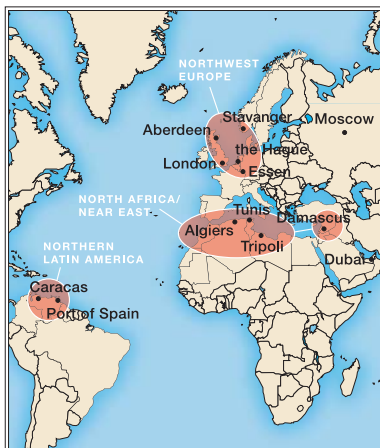 NORTHWEST
EUROPE
Stavanger
Aberdeen
Moscow
the Hague
London
Essen
NORTH AFRICA/
NEAR EAST
Tunis
Damascus
Algiers
Tripoli
Dubai
NORTHERN
LATIN AMERICA
Caracas
Port of Spain